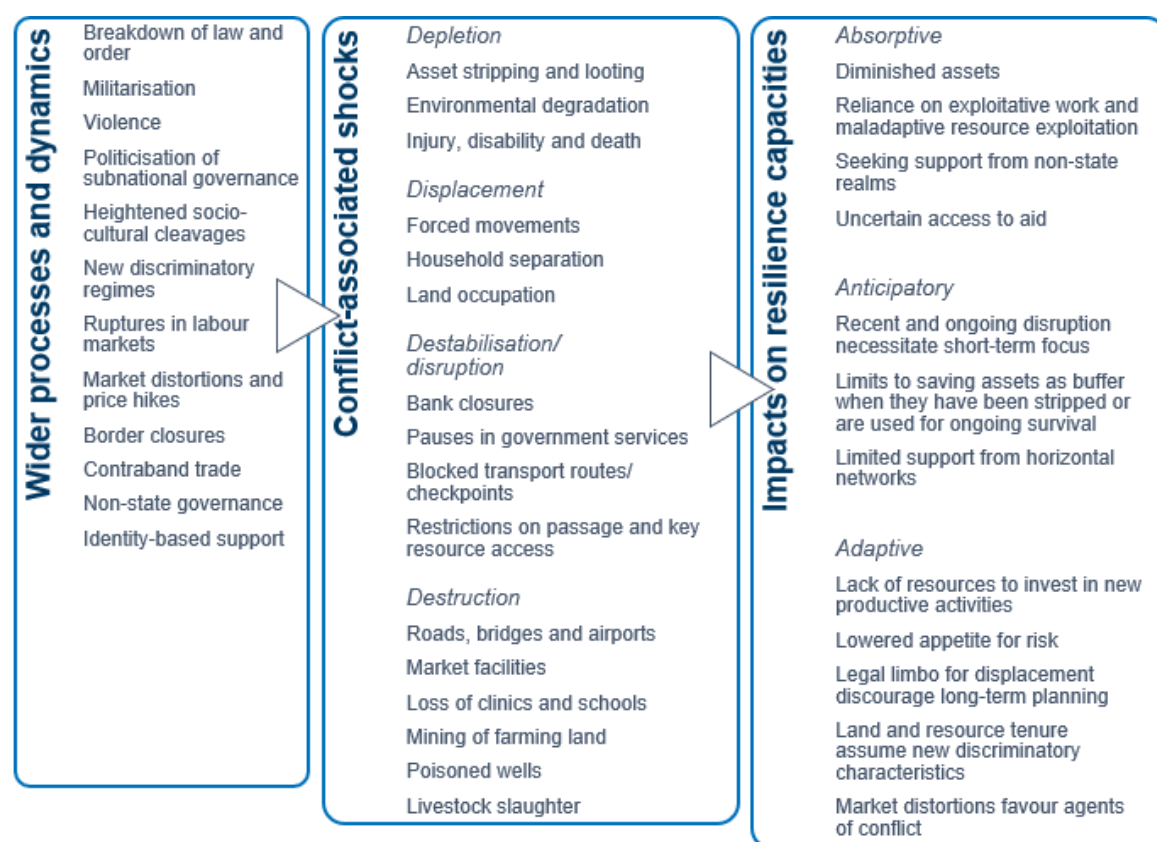 Wider processes and dynamics
Breakdown of law and
order
Militarisation
Violence
Politicisation of
subnational governance
Heightened socio-
cultural cleavages
New discriminatory
regimes
Ruptures in labour
markets
Market distortions and
price hikes
Border closures
Contraband trade
Non-state governance
Identity-based support
Conflict-associated shocks
Depletion
Asset stripping and looting
Environmental degradation
Injury, disability and death
Displacement
Forced movements
Household separation
Land occupation
Destabilisation/
disruption
Bank closures
Pauses in government services
Blocked transport routes/
checkpoints
Restrictions on passage and key
resource access
Destruction
Roads, bridges and airports
Market facilities
Loss of clinics and schools
Mining of farming land
Poisoned wells
Livestock slaughter
Impacts on resilience capacities
Absorptive
Diminished assets
Reliance on exploitative work and
maladaptive resource exploitation
Seeking support from non-state
realms
Uncertain access to aid
Anticipatory
Recent and ongoing disruption
necessitate short-term focus
Limits to saving assets as buffer
when they have been stripped or
are used for ongoing survival
Limited support from horizontal
networks
Adaptive
Lack of resources to invest in new
productive activities
Lowered appetite for risk
Legal limbo for displacement
discourage long-term planning
Land and resource tenure
assume new discriminatory
characteristics
Market distortions favour agents
of conflict